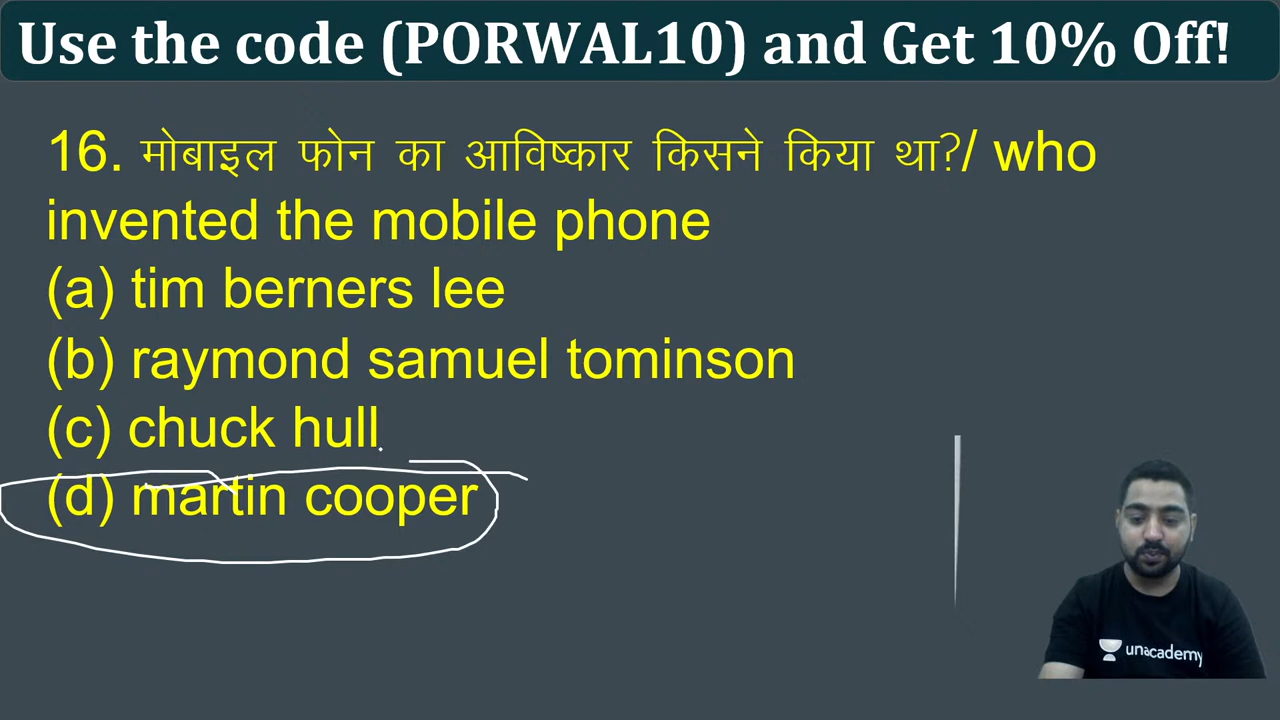 Use the code (PORWAL10) and Get 10% Off!
16. मोबाइल फोन का आविष्कार किसने किया था?/ who
invented the mobile phone
(a) tim berners lee
(b) raymond samuel tominson
(c) chuck hull
(d) martin cooper
unacademy